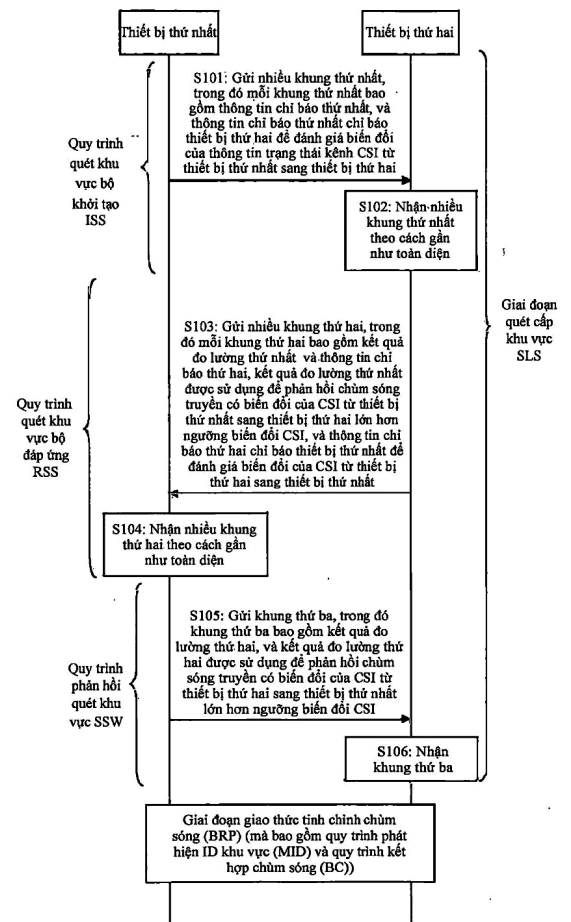 Thiết bị thứ nhất
Thiết bị thứ hai
S101: Gửi nhiều khung thứ nhất,
trong đó mỗi khung thứ nhất bao
gồm thông tin chỉ báo thứ nhất, và
thông tin chỉ báo thứ nhất chỉ báo
thiết bị thứ hai để đánh giá biến đổi
của thông tin trạng thái kênh CSI từ
thiết bị thứ nhất sang thiết bị thứ hai
Quy trình
quét khu
vực bộ
khởi tạo
ISS
S102: Nhận nhiều
khung thứ nhất
theo cách gần
như toàn diện
Giai đoạn
quét cấp
khu vực
SLS
S103: Gửi nhiều khung thứ hai, trong
đó mỗi khung thứ hai bao gồm kết quả
đo lường thứ nhất và thông tin chỉ
báo thứ hai, kết quả đo lường thứ nhất
được sử dụng để phản hồi chùm sóng
truyền có biến đổi của CSI từ thiết bị
thứ nhất sang thiết bị thứ hai lớn hơn
ngưỡng biến đổi CSI, và thông tin chỉ
báo thứ hai chỉ báo thiết bị thứ nhất để
đánh giá biến đổi của CSI từ thiết bị
thứ hai sang thiết bị thứ nhất
Quy trình
quét khu
vực bộ
đáp ứng
RSS
S104: Nhận nhiều khung
thứ hai theo cách gần
như toàn diện
S105: Gửi khung thứ ba, trong đó
khung thứ ba bao gồm kết quả đo
lường thứ hai, và kết quả đo lường thứ
hai được sử dụng để phản hồi chùm
sóng truyền có biến đổi của CSI từ
thiết bị thứ hai sang thiết bị thứ nhất
lớn hơn ngưỡng biến đổi CSI
Quy trình
phản hồi
quét khu
vực SSW
S106: Nhận
khung thứ ba
Giai đoạn giao thức tinh chỉnh chùm
sóng (BRP) (mà bao gồm quy trình phát
hiện ID khu vực (MID) và quy trình kết
hợp chùm sóng (BC))